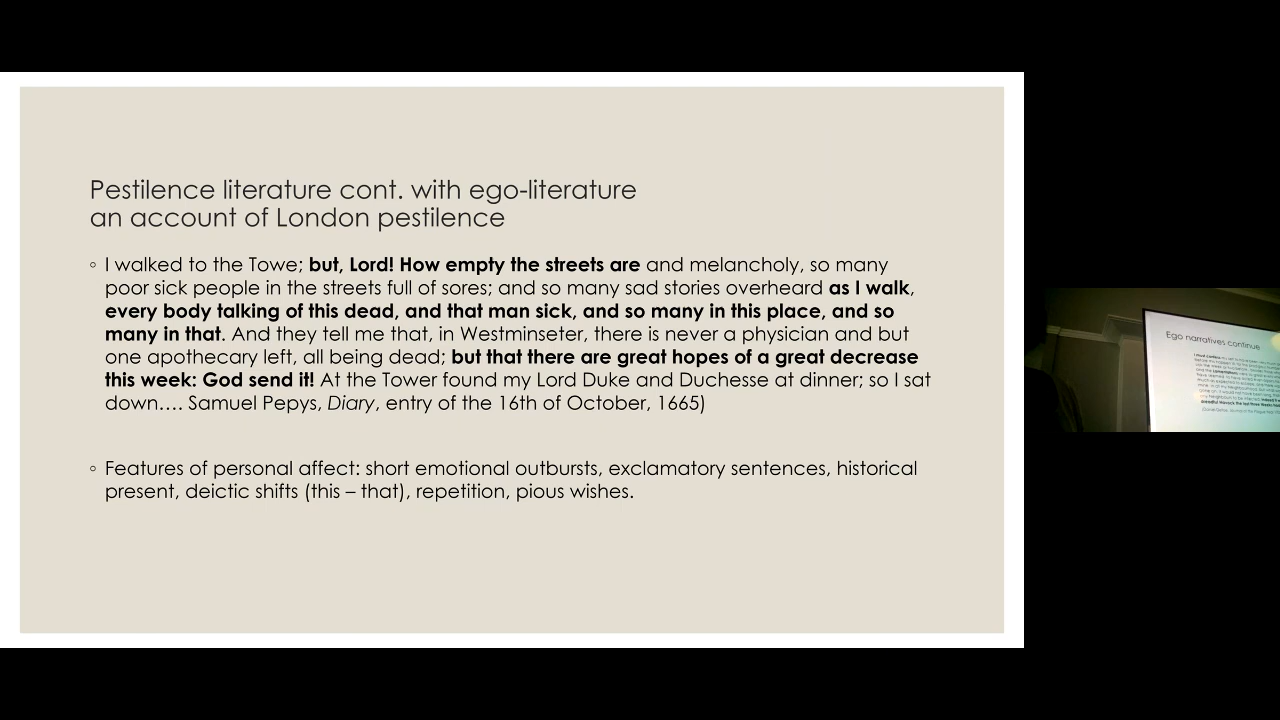 Pestilence literature cont. with ego-literature
an account of London pestilence
◦ I walked to the Towe; but, Lord! How empty the streets are and melancholy, so many
poor sick people in the streets full of sores; and so many sad stories overheard as I walk,
every body talking of this dead, and that man sick, and so many in this place, and so
many in that. And they tell me that, in Westminseter, there is never a physician and but
one apothecary left, all being dead; but that there are great hopes of a great decrease
this week: God send it! At the Tower found my Lord Duke and Duchesse at dinner; so I sat
down…. Samuel Pepys, Diary, entry of the 16th of October, 1665)
◦ Features of personal affect: short emotional outbursts, exclamatory sentences, historical
present, deictic shifts (this – that), repetition, pious wishes.
Ego narratives continue